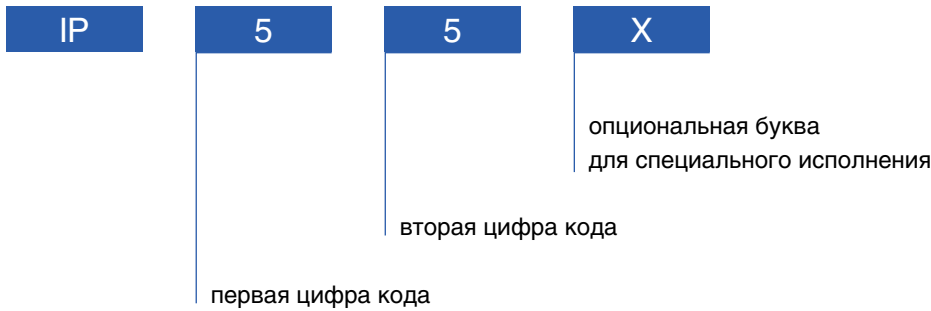 IP 5 5 X
опциональная буква
для специального исполнения
вторая цифра кода
первая цифра кода